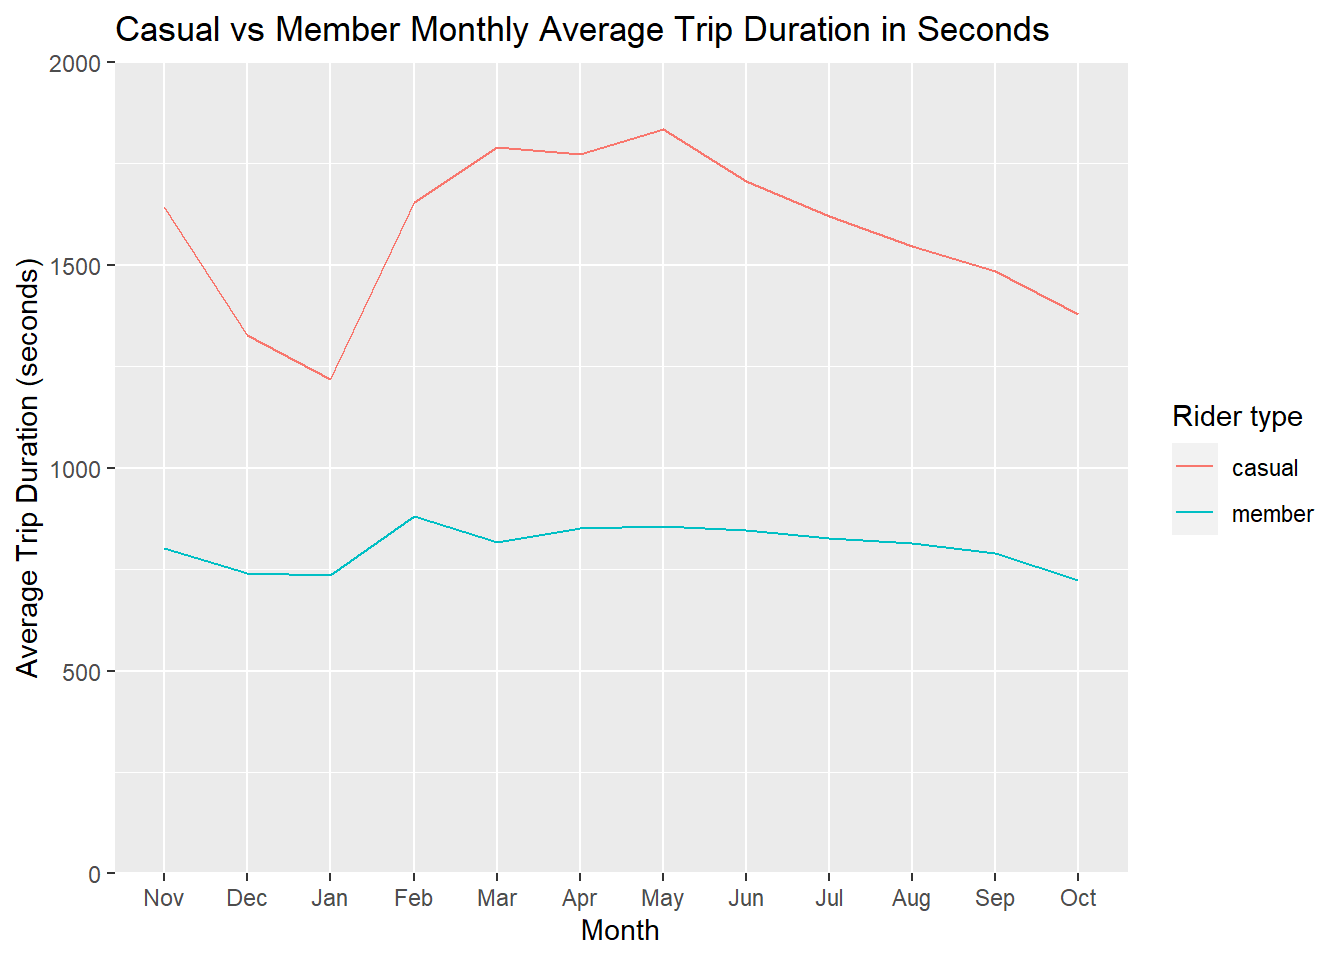 Casual vs Member Monthly Average Trip Duration in Seconds
Average Trip Duration (seconds)
2000
1500
1000
500
0
Nov Dec Jan Feb Mar Apr May Jun Jul Aug Sep Oct
Month
Rider type
casual
member